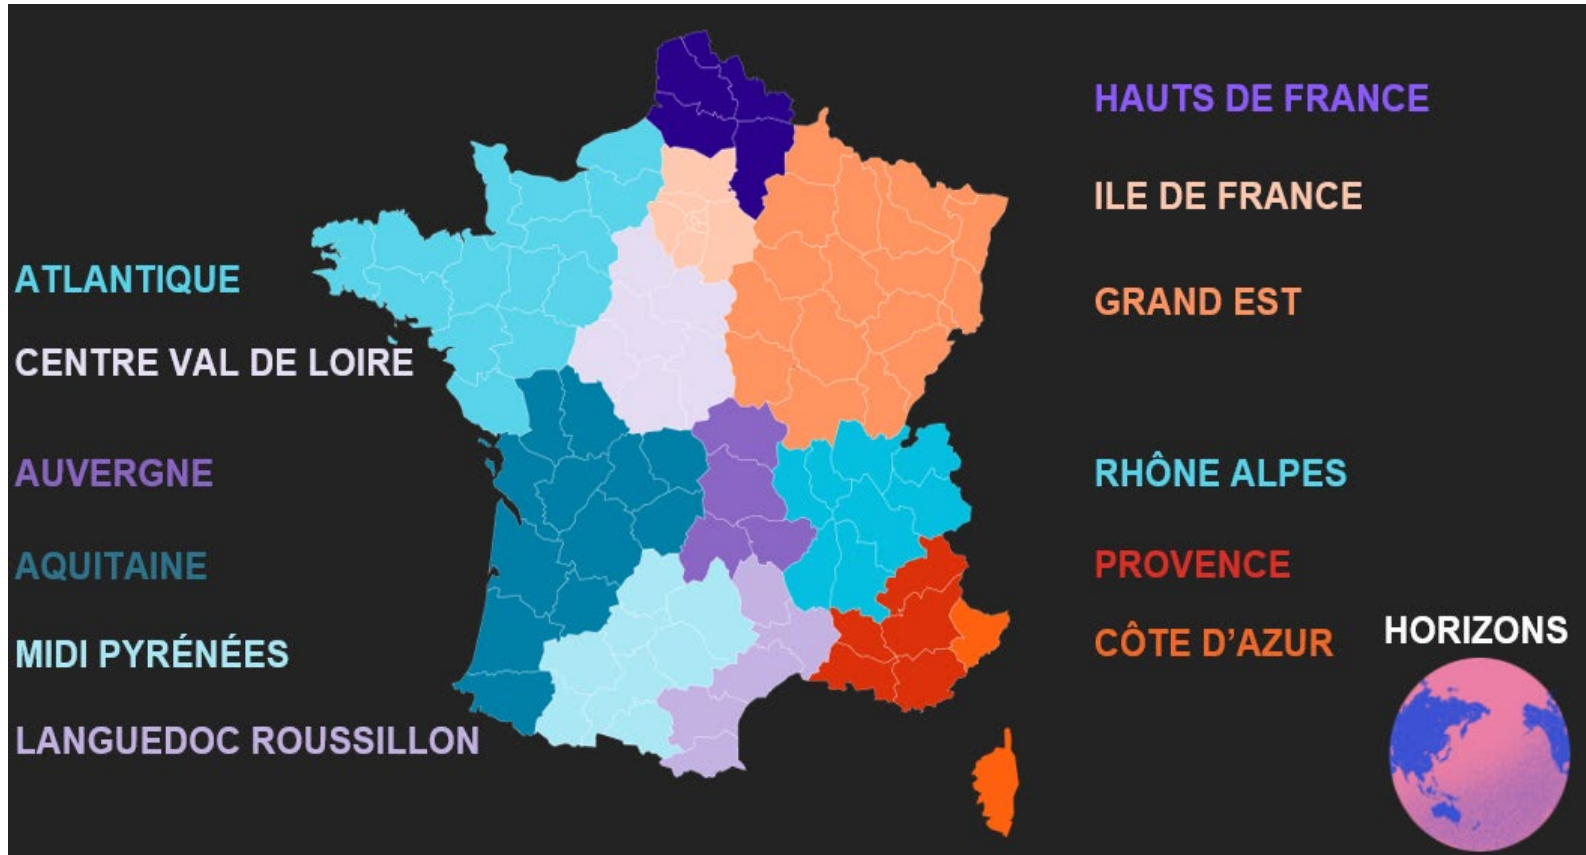 HAUTS DE FRANCE
ILE DE FRANCE
ATLANTIQUE
GRAND EST
CENTRE VAL DE LOIRE
AUVERGNE
RHÔNE ALPES
AQUITAINE
PROVENCE
MIDI PYRÉNÉES
CÔTE D’AZUR
HORIZONS
LANGUEDOC ROUSSILLON